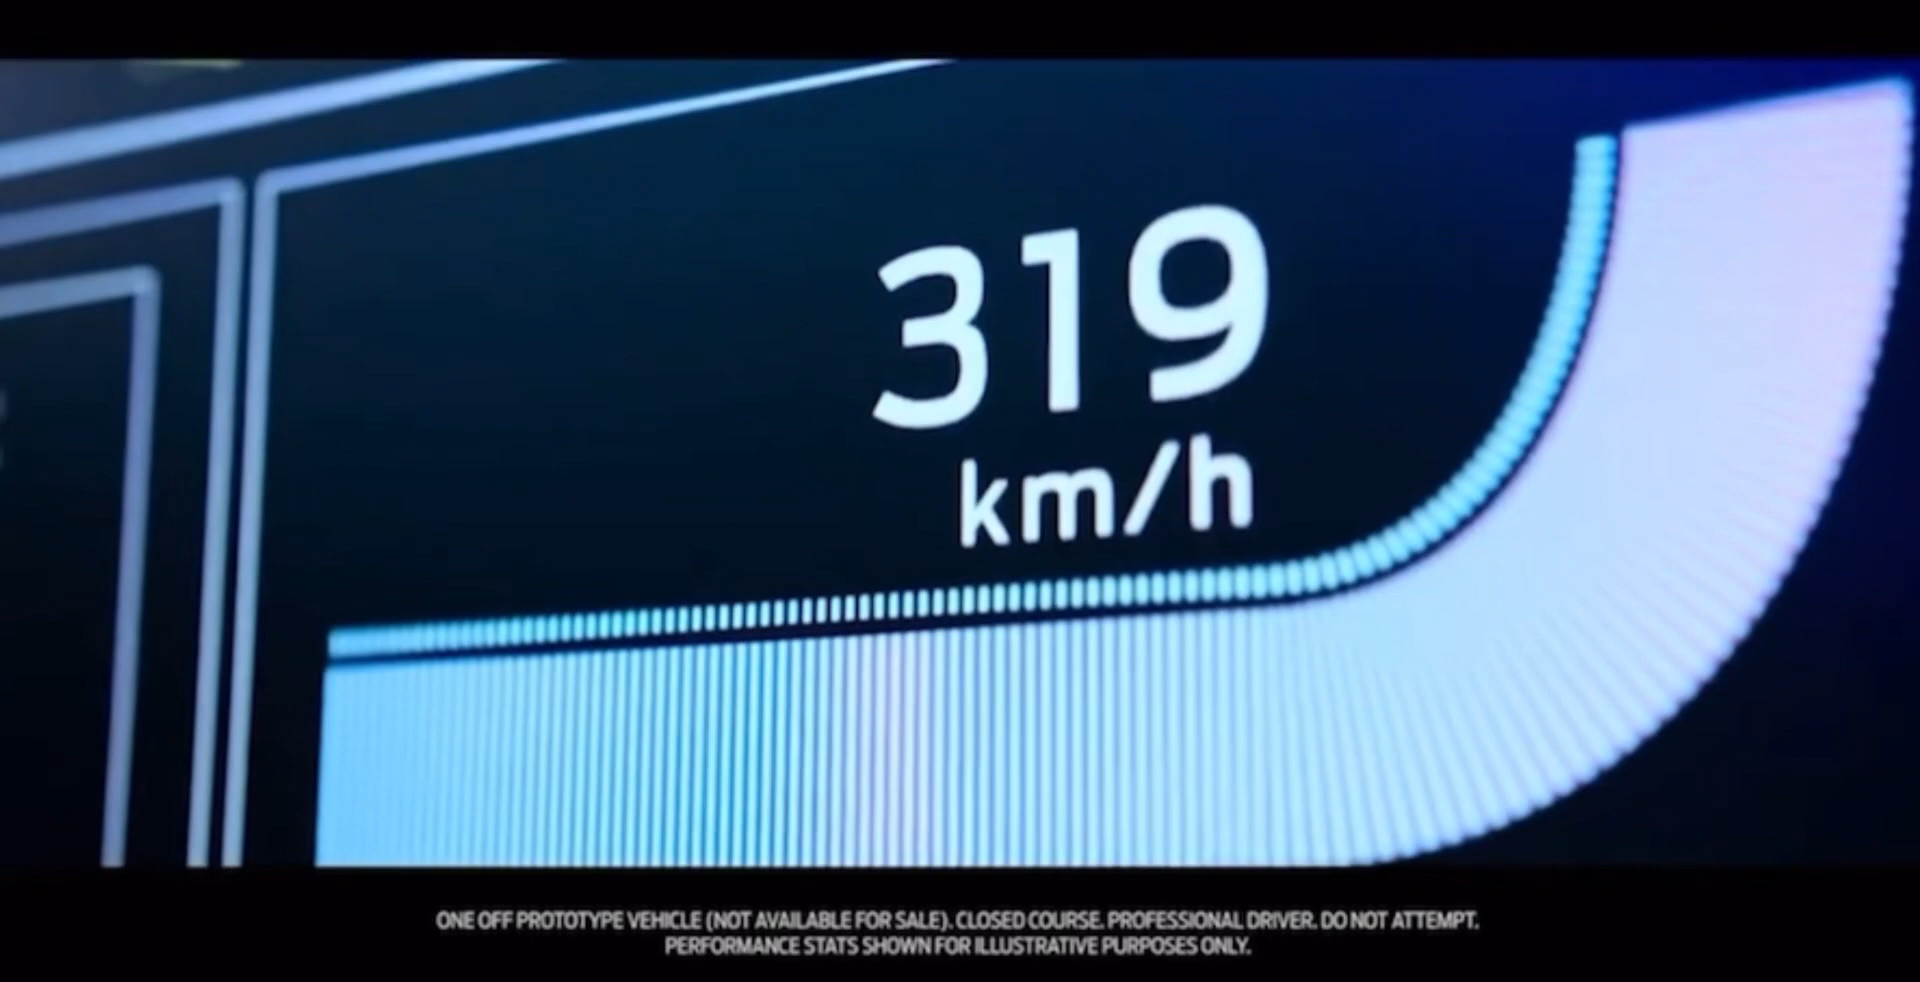 319
km/h
ONE OFF PROTOTYPE VEHICLE (NOT AVAILABLE FOR SALE). CLOSED COURSE. PROFESSIONAL DRIVER. DO NOT ATTEMPT.
PERFORMANCE STATS SHOWN FOR ILLUSTRATIVE PURPOSES ONLY.